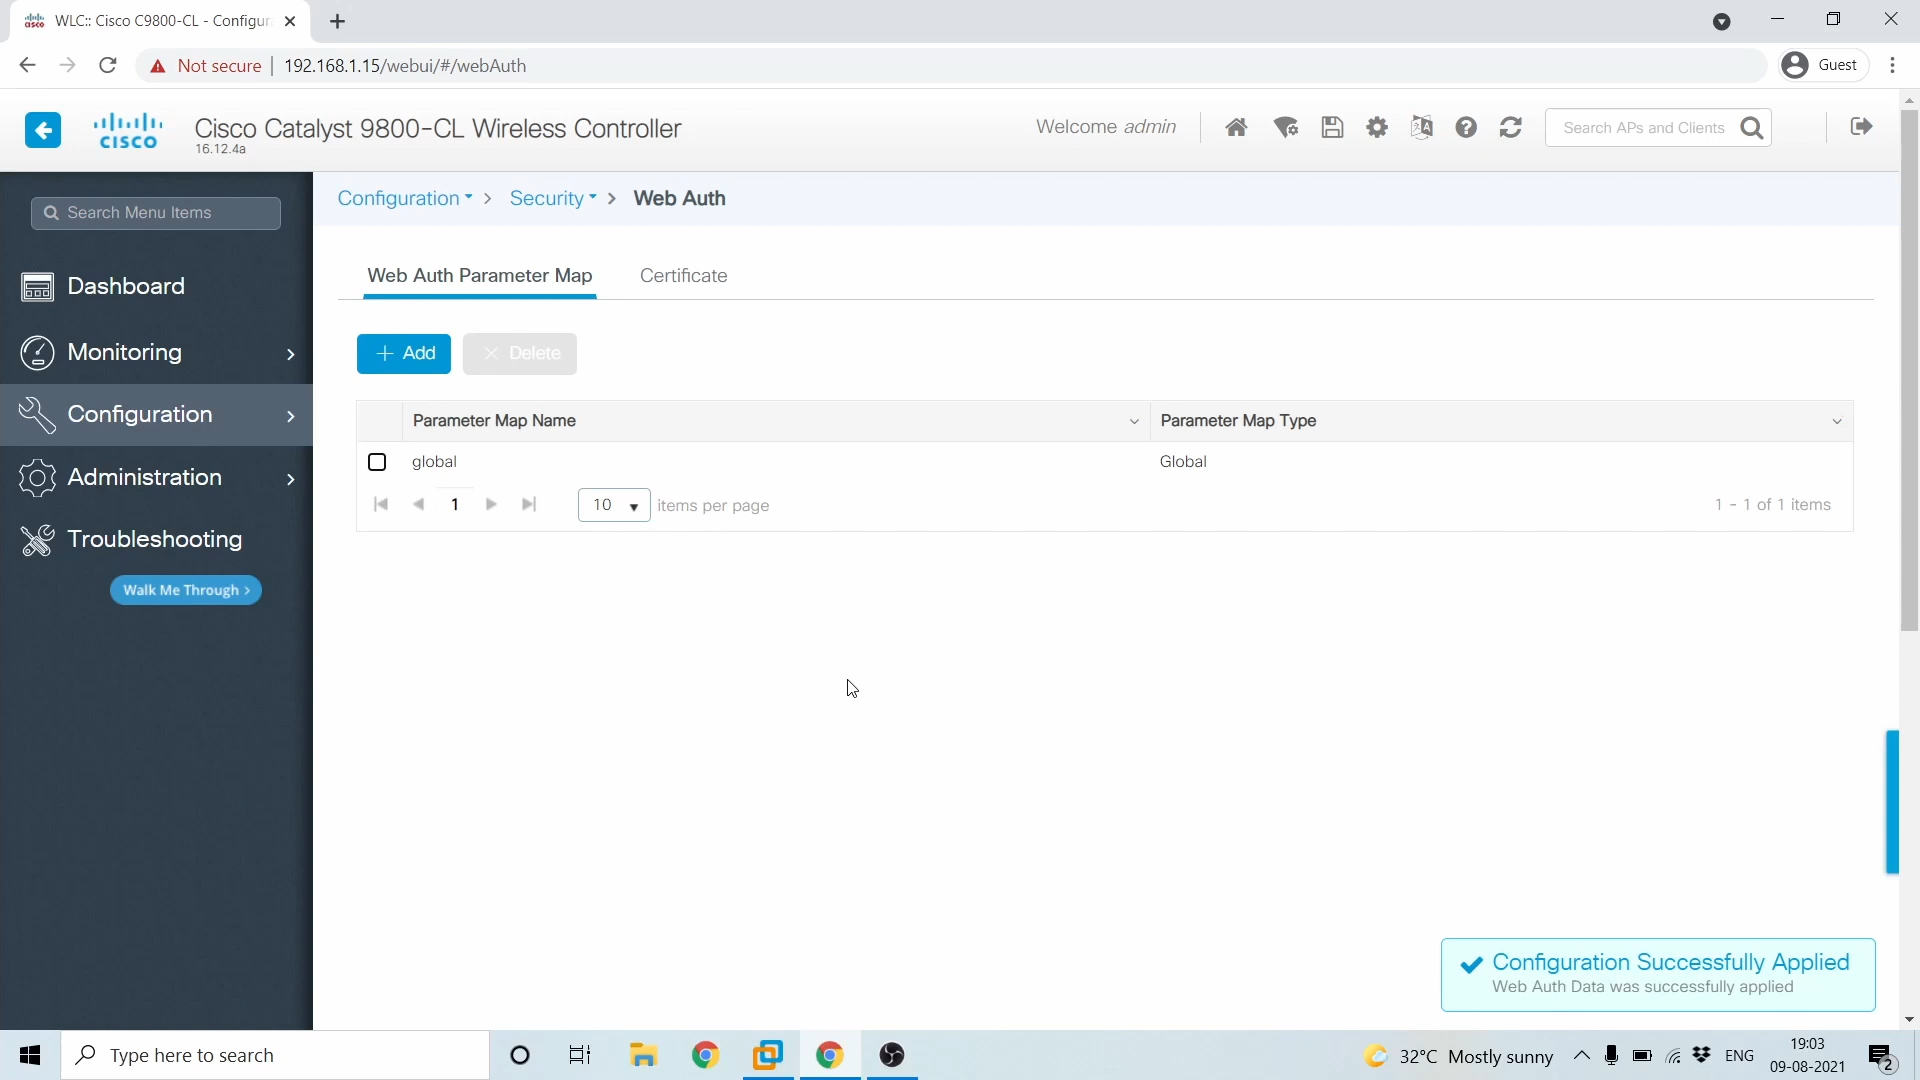 WLC:: Cisco C9800-CL - Configur
Not secure | 192.168.1.15/webui/#/webAuth
Guest
CISCO
Cisco Catalyst 9800-CL Wireless Controller
16.12.4a
Welcome admin
Search APs and Clients
Search Menu Items
Dashboard
Monitoring
Configuration
Administration
Troubleshooting
Walk Me Through >
Configuration > Security > Web Auth
Web Auth Parameter Map
Certificate
+ Add
× Delete
Parameter Map Name
Parameter Map Type
global
Global
1
10
items per page
1 - 1 of 1 items
Configuration Successfully Applied
Web Auth Data was successfully applied
Type here to search
32°C Mostly sunny
ENG
19:03
09-08-2021
2